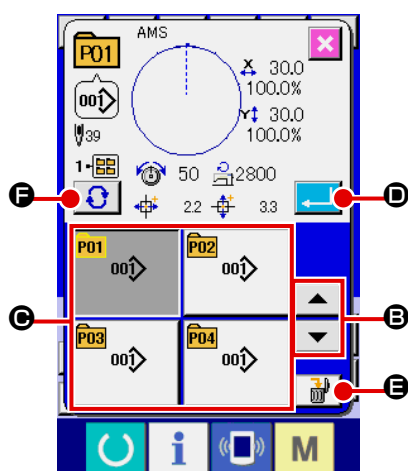 P01
AMS
X 30.0
100.0%
001
Y 30.0
100.0%
39
1-
50
2800
F
D
2.2
3.3
P01
001
P02
001
C
B
P03
001
P04
001
E
i
M